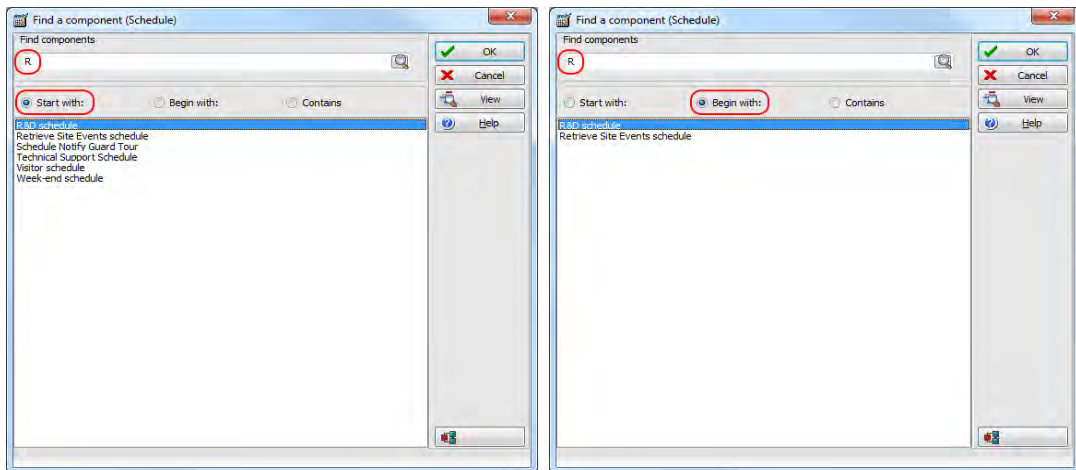 Find a component (Schedule)
Find components
R
OK
Cancel
Start with:
Begin with:
Contains
View
Help
R&D schedule
Retrieve Site Events schedule
Schedule Notify Guard Tour
Technical Support Schedule
Visitor schedule
Week-end schedule
Find a component (Schedule)
Find components
R
OK
Cancel
Start with:
Begin with:
Contains
View
Help
R&D schedule
Retrieve Site Events schedule